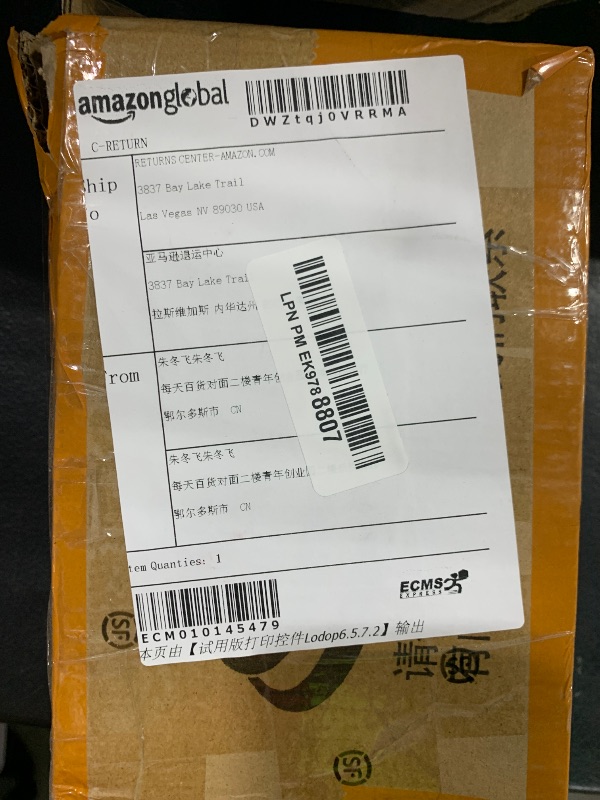 amazonglobal
DWZtqj0VRRMA
C-RETURN
hip
o
RETURNS CENTER-AMAZON.COM
3837 Bay Lake Trail
Las Vegas NV 89030 USA
亚马逊退运中心
3837 Bay Lake Trai
拉斯维加斯 内华达州
LPN PM EK978 8807
rom
朱冬飞朱冬飞
每天百货对面二楼青年创
鄂尔多斯市 CN
朱冬飞朱冬飞
每天百货对面二楼青年创业
鄂尔多斯市 CN
tem Quanties: 1
ECM010145479
ECMS
EXPRESS
本页由【试用版打印控件Lodop6.5.7.2】输出
SF
请
SF